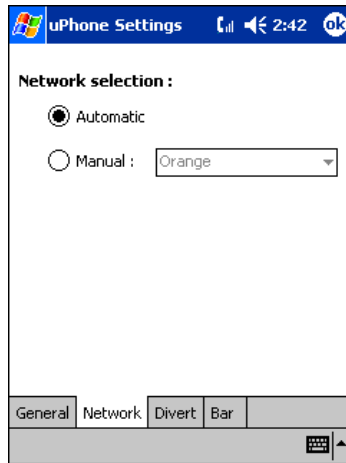 uPhone Settings 2:42 ok
Network selection :
Automatic
Manual : Orange
General Network Divert Bar